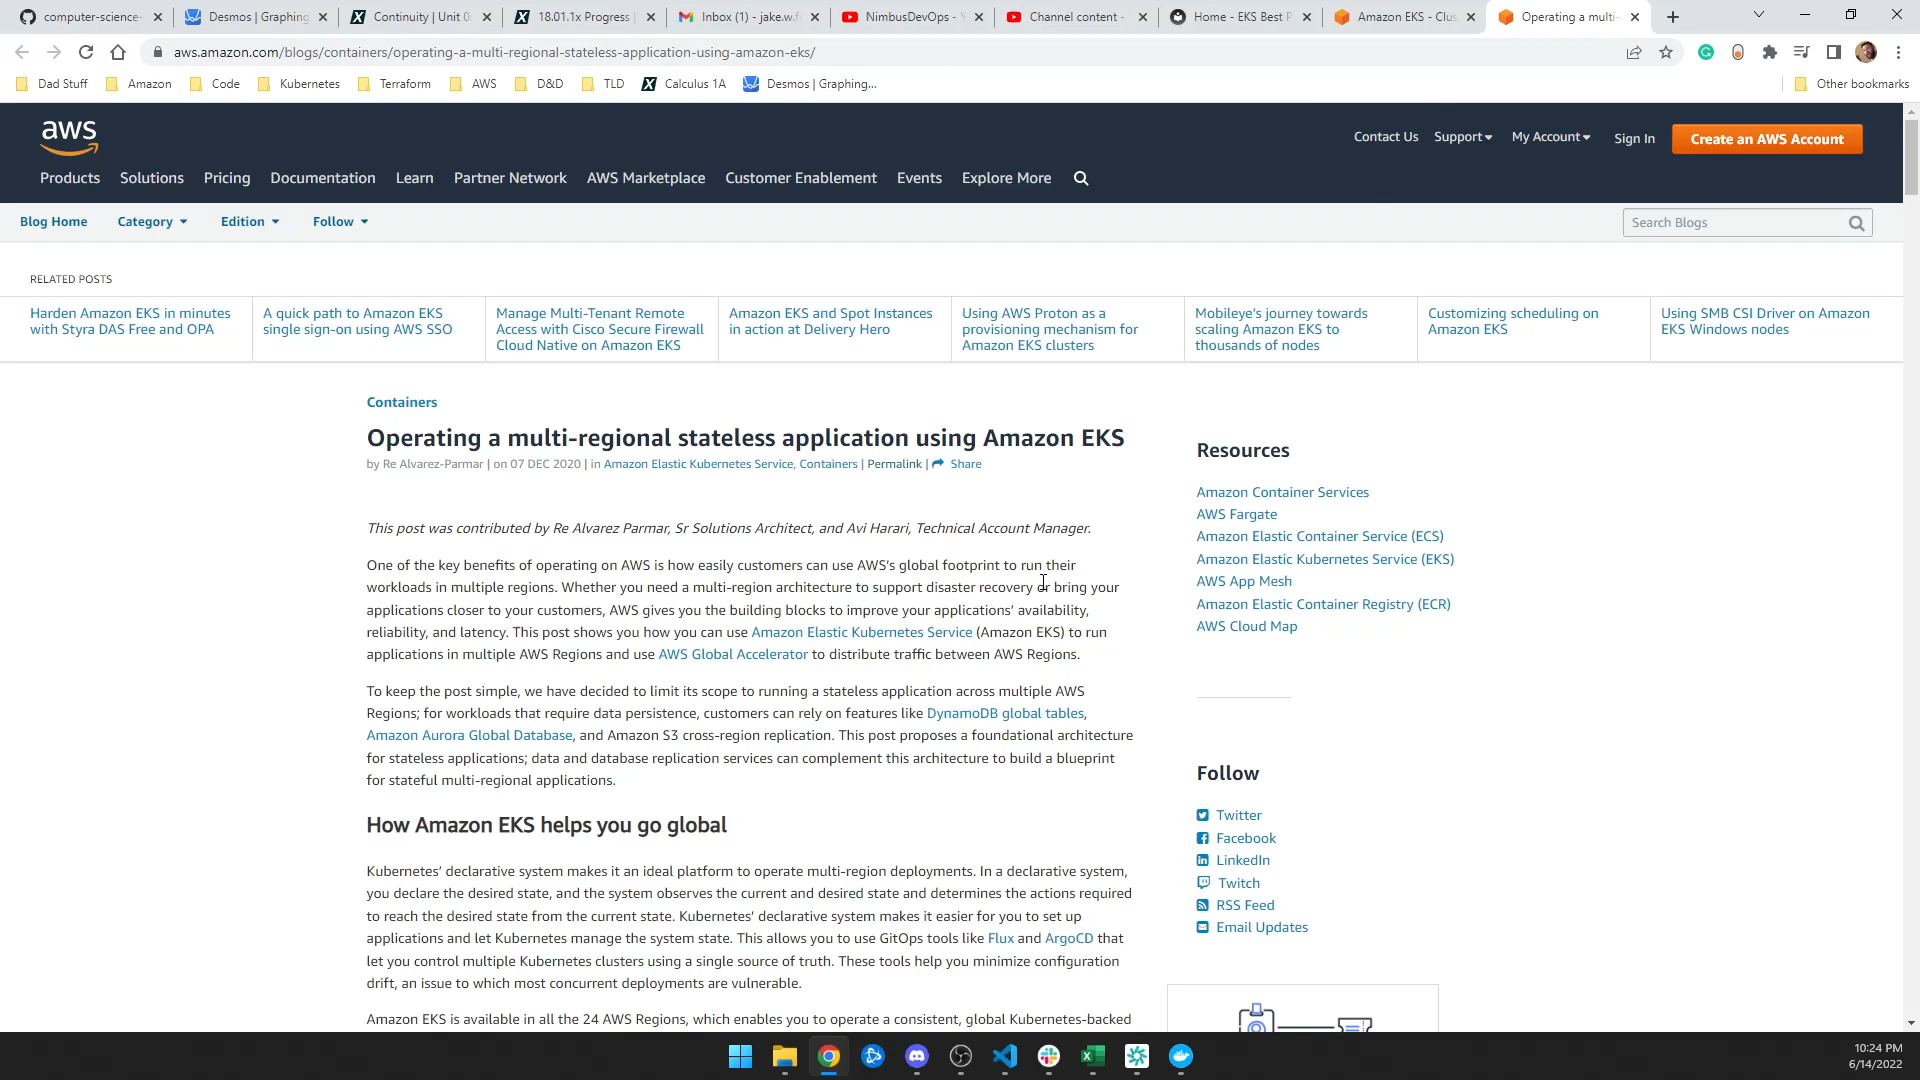 computer-science-
Desmos | Graphing
Continuity | Unit 0:
18.01.1x Progress
Inbox (1) - jake.w.f
NimbusDevOps - Y
Channel content -
Home - EKS Best P
Amazon EKS - Clus
Operating a multi-
aws.amazon.com/blogs/containers/operating-a-multi-regional-stateless-application-using-amazon-eks/
Dad Stuff
Amazon
Code
Kubernetes
Terraform
AWS
D&D
TLD
Calculus 1A
Desmos | Graphing...
Other bookmarks
aws
Contact Us
Support
My Account
Sign In
Create an AWS Account
Products
Solutions
Pricing
Documentation
Learn
Partner Network
AWS Marketplace
Customer Enablement
Events
Explore More
Blog Home
Category
Edition
Follow
Search Blogs
RELATED POSTS
Harden Amazon EKS in minutes
with Styra DAS Free and OPA
A quick path to Amazon EKS
single sign-on using AWS SSO
Manage Multi-Tenant Remote
Access with Cisco Secure Firewall
Cloud Native on Amazon EKS
Amazon EKS and Spot Instances
in action at Delivery Hero
Using AWS Proton as a
provisioning mechanism for
Amazon EKS clusters
Mobileye's journey towards
scaling Amazon EKS to
thousands of nodes
Customizing scheduling on
Amazon EKS
Using SMB CSI Driver on Amazon
EKS Windows nodes
Containers
Operating a multi-regional stateless application using Amazon EKS
by Re Alvarez-Parmar | on 07 DEC 2020 | in Amazon Elastic Kubernetes Service, Containers | Permalink | Share
This post was contributed by Re Alvarez Parmar, Sr Solutions Architect, and Avi Harari, Technical Account Manager.
One of the key benefits of operating on AWS is how easily customers can use AWS's global footprint to run their
workloads in multiple regions. Whether you need a multi-region architecture to support disaster recovery or bring your
applications closer to your customers, AWS gives you the building blocks to improve your applications' availability,
reliability, and latency. This post shows you how you can use Amazon Elastic Kubernetes Service (Amazon EKS) to run
applications in multiple AWS Regions and use AWS Global Accelerator to distribute traffic between AWS Regions.
To keep the post simple, we have decided to limit its scope to running a stateless application across multiple AWS
Regions; for workloads that require data persistence, customers can rely on features like DynamoDB global tables,
Amazon Aurora Global Database, and Amazon S3 cross-region replication. This post proposes a foundational architecture
for stateless applications; data and database replication services can complement this architecture to build a blueprint
for stateful multi-regional applications.
How Amazon EKS helps you go global
Kubernetes' declarative system makes it an ideal platform to operate multi-region deployments. In a declarative system,
you declare the desired state, and the system observes the current and desired state and determines the actions required
to reach the desired state from the current state. Kubernetes' declarative system makes it easier for you to set up
applications and let Kubernetes manage the system state. This allows you to use GitOps tools like Flux and ArgoCD that
let you control multiple Kubernetes clusters using a single source of truth. These tools help you minimize configuration
drift, an issue to which most concurrent deployments are vulnerable.
Amazon EKS is available in all the 24 AWS Regions, which enables you to operate a consistent, global Kubernetes-backed
Resources
Amazon Container Services
AWS Fargate
Amazon Elastic Container Service (ECS)
Amazon Elastic Kubernetes Service (EKS)
AWS App Mesh
Amazon Elastic Container Registry (ECR)
AWS Cloud Map
Follow
Twitter
Facebook
LinkedIn
Twitch
RSS Feed
Email Updates
10:24 PM
6/14/2022